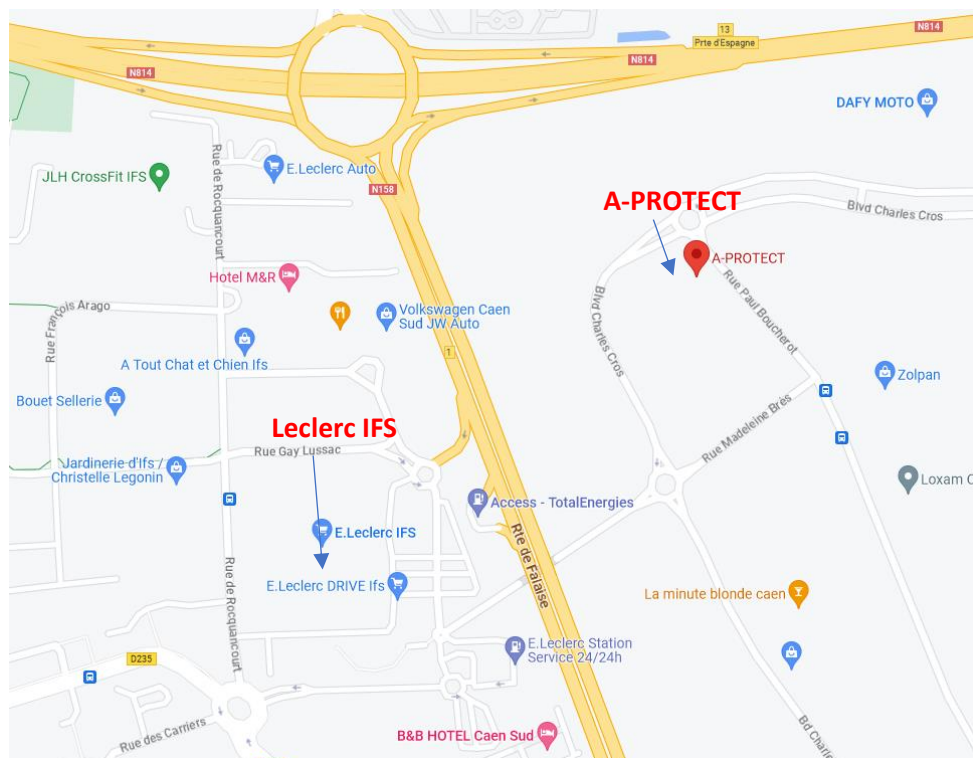 13
Prte d'Espagne
N814
N814
N814
N814
DAFY MOTO
E.Leclerc Auto
JLH CrossFit IFS
Rue de Rocquancourt
N158
A-PROTECT
Blvd Charles Cros
A-PROTECT
Hotel M&R
Rue Paul Boucherot
Rue François Arago
Volkswagen Caen
Sud JW Auto
Blvd Charles Cros
1
A Tout Chat et Chien Ifs
Zolpan
Bouet Sellerie
Rue Madeleine Brès
Leclerc IFS
Rue Gay Lussac
Jardinerie d'Ifs /
Christelle Legonin
Loxam C
Access - TotalEnergies
E.Leclerc IFS
Rte de Falaise
Rue de Rocquancourt
E.Leclerc DRIVE Ifs
La minute blonde caen
D235
E.Leclerc Station
Service 24/24h
Rue des Carriers
B&B HOTEL Caen Sud
Bd Charle